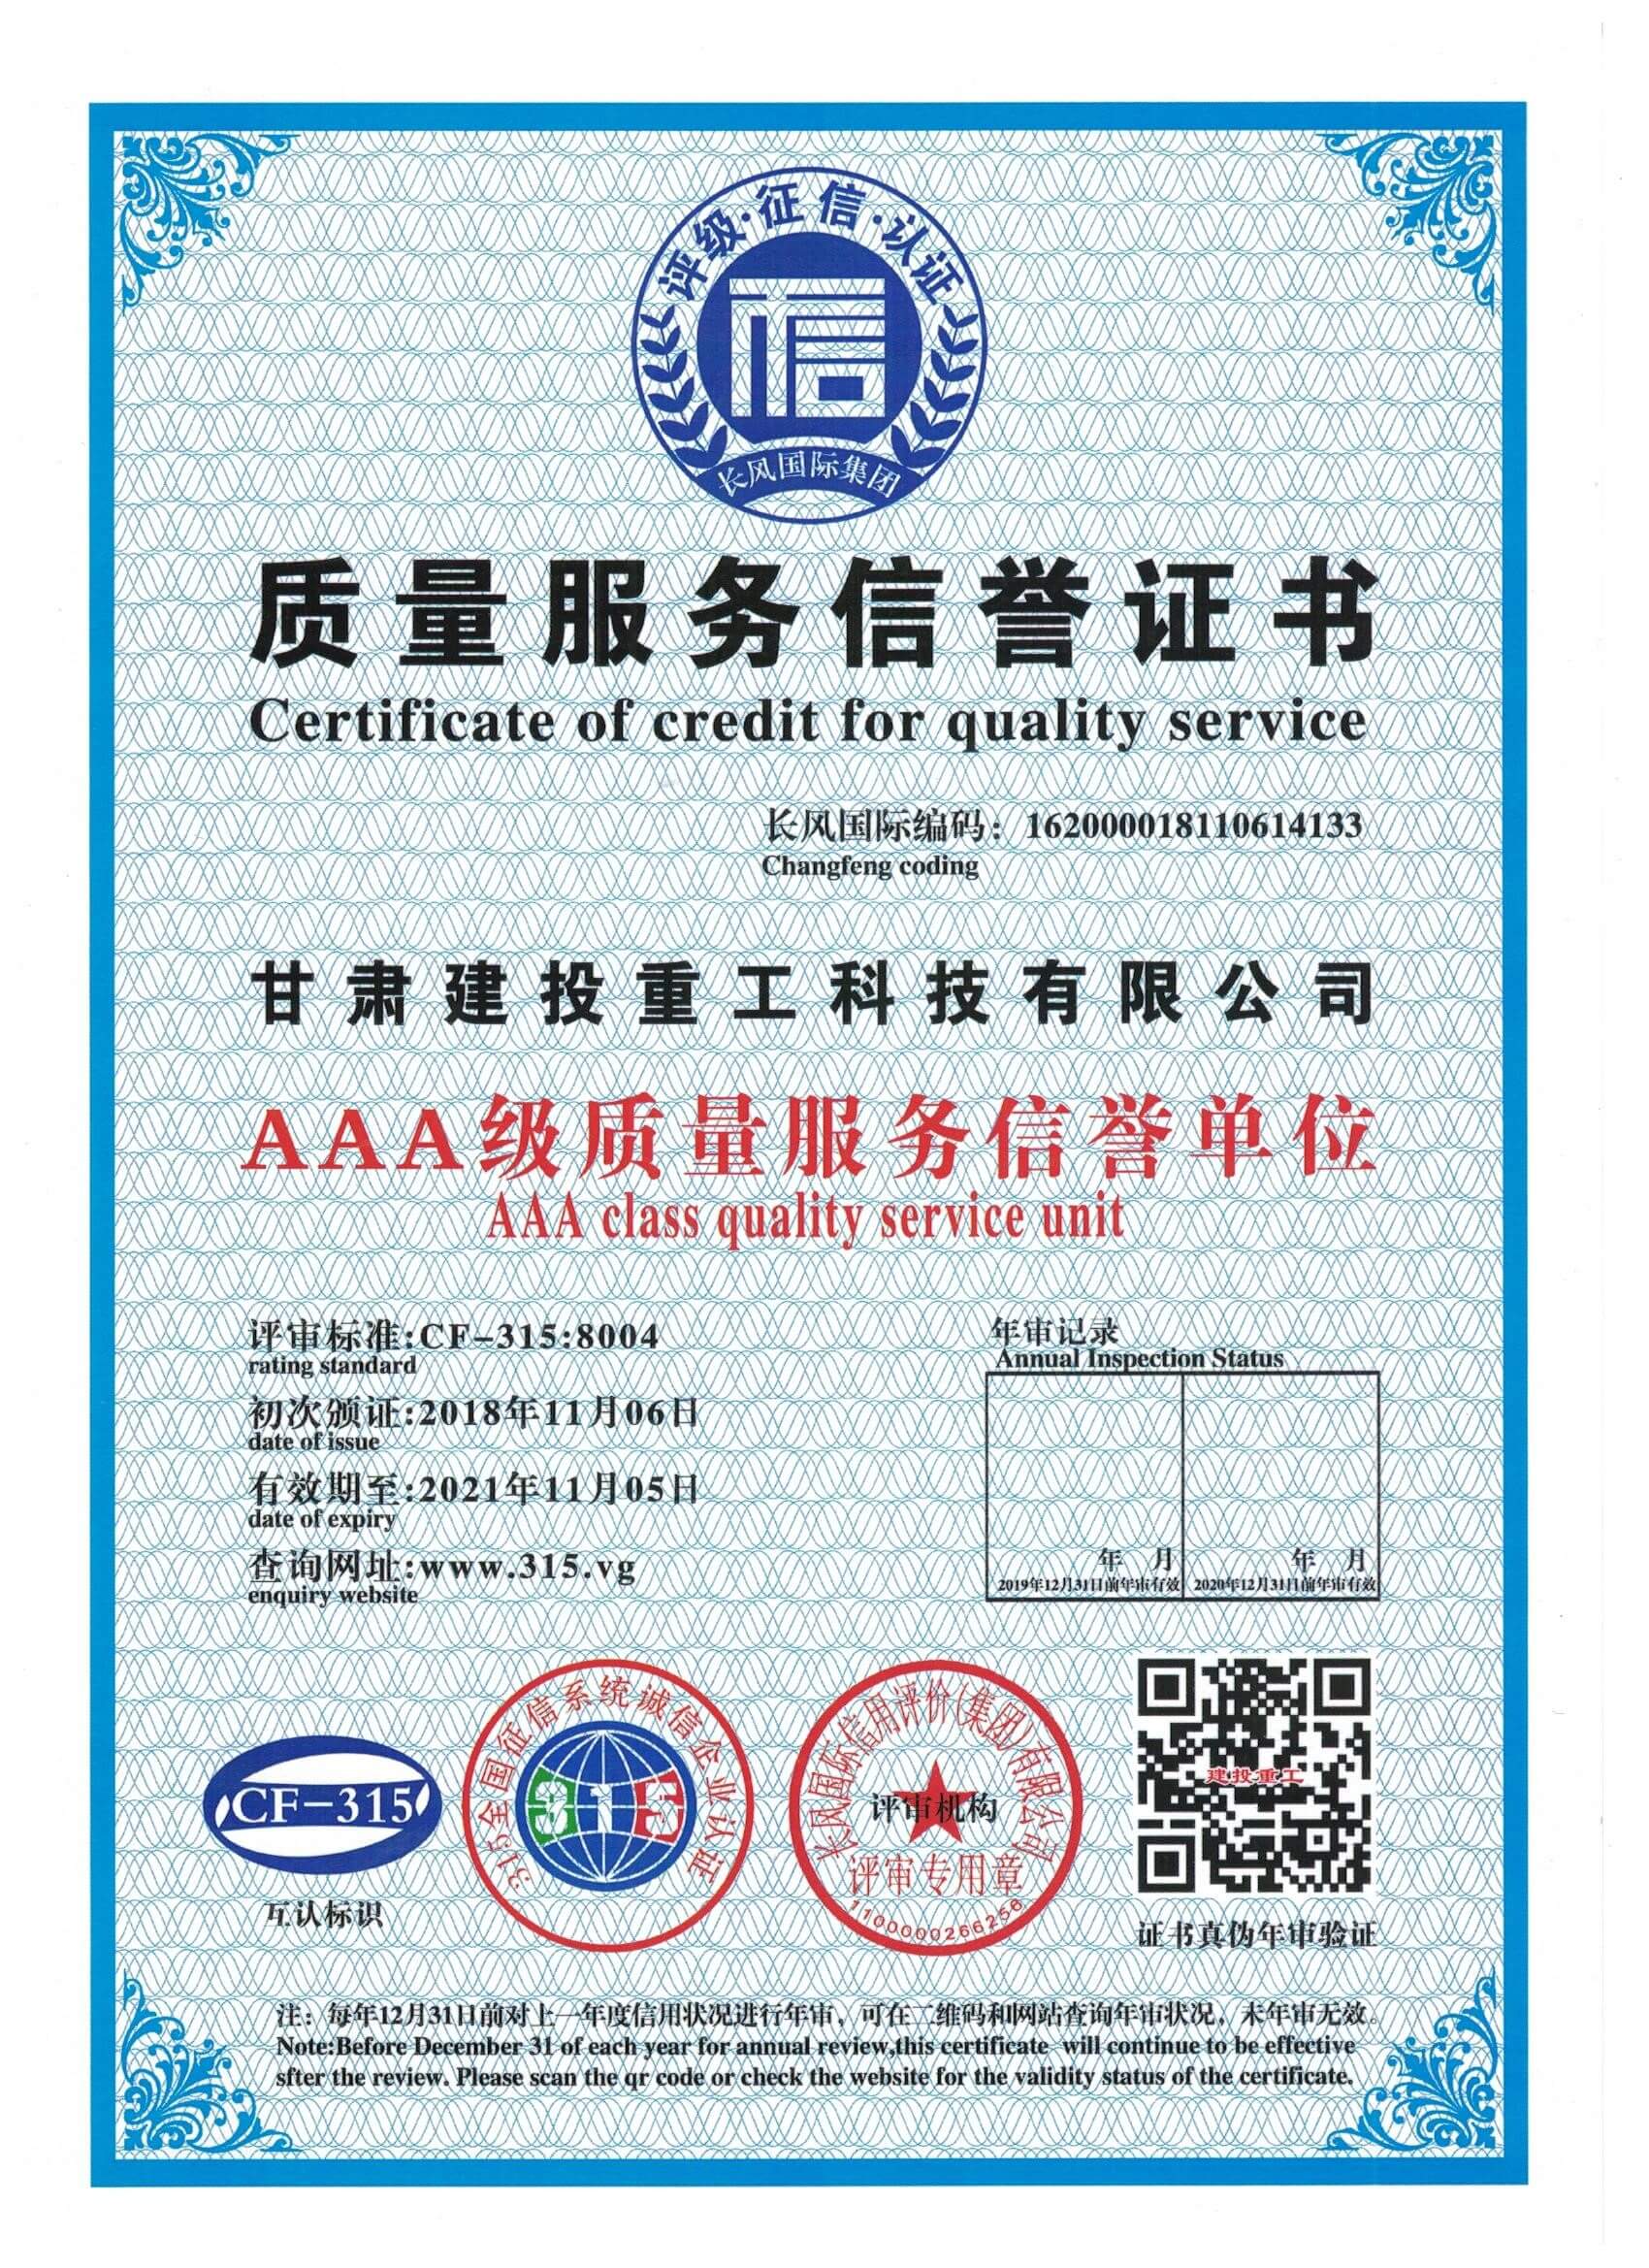 评级·征信·认证
信
长风国际集团
质量服务信誉证书
Certificate of credit for quality service
长风国际编码：162000018110614133
Changfeng coding
甘肃建投重工科技有限公司
AAA级质量服务信誉单位
AAA class quality service unit
评审标准:CF-315:8004
rating standard
初次颁证:2018年11月06日
date of issue
有效期至:2021年11月05日
date of expiry
查询网址:www.315.vg
enquiry website
年审记录
Annual Inspection Status
年 月
2019年12月31日前年审有效
年 月
2020年12月31日前年审有效
CF-315
互认标识
315全国征信系统诚信企业认证
315
长风国际信用评价(集团)有限公司
评审机构
评审专用章
1100000266256
建投重工
证书真伪年审验证
注：每年12月31日前对上一年度信用状况进行年审，可在二维码和网站查询年审状况，未年审无效。
Note:Before December 31 of each year for annual review,this certificate will continue to be effective
sfter the review. Please scan the qr code or check the website for the validity status of the certificate.